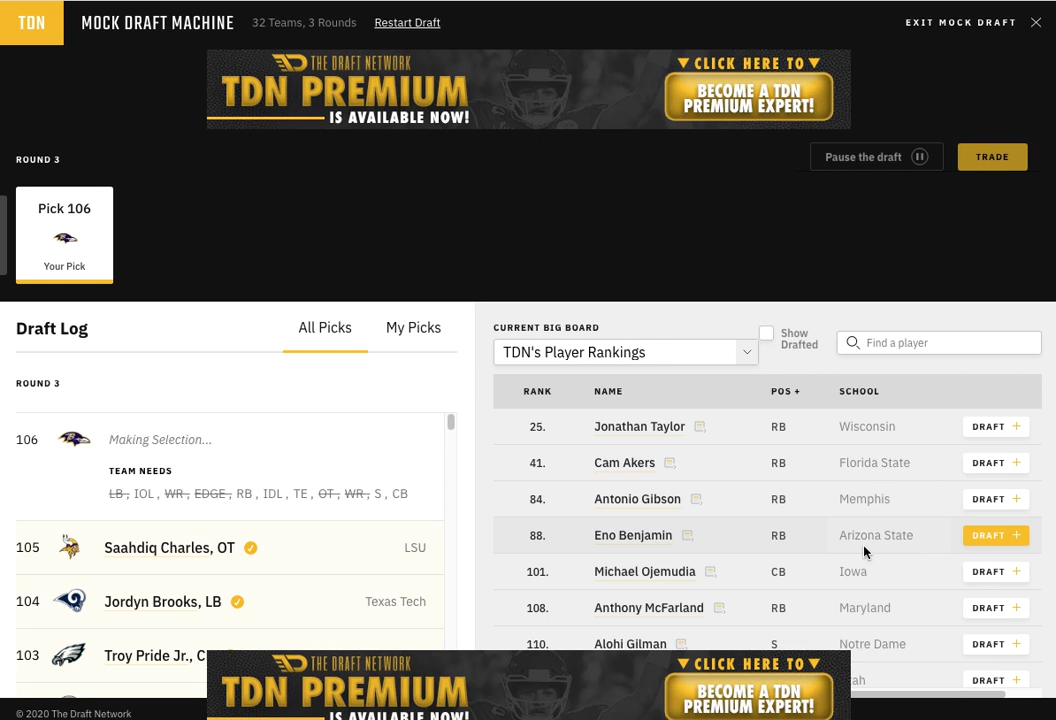 TDN
MOCK DRAFT MACHINE
32 Teams, 3 Rounds
Restart Draft
EXIT MOCK DRAFT
THE DRAFT NETWORK
TDN PREMIUM
IS AVAILABLE NOW!
CLICK HERE TO
BECOME A TDN
PREMIUM EXPERT!
ROUND 3
Pause the draft
TRADE
Pick 106
Your Pick
Draft Log
All Picks
My Picks
ROUND 3
106
Making Selection...
TEAM NEEDS
LB, IOL, WR, EDGE, RB, IDL, TE, OT, WR, S, CB
105 Saahdiq Charles, OT LSU
104 Jordyn Brooks, LB Texas Tech
103 Troy Pride Jr., C
CURRENT BIG BOARD
TDN's Player Rankings
Show
Drafted
Find a player
RANK NAME POS + SCHOOL
25. Jonathan Taylor RB Wisconsin DRAFT +
41. Cam Akers RB Florida State DRAFT +
84. Antonio Gibson RB Memphis DRAFT +
88. Eno Benjamin RB Arizona State DRAFT +
101. Michael Ojemudia CB Iowa DRAFT +
108. Anthony McFarland RB Maryland DRAFT +
110. Alohi Gilman S Notre Dame DRAFT +
DRAFT +
THE DRAFT NETWORK
TDN PREMIUM
IS AVAILABLE NOW!
CLICK HERE TO
BECOME A TDN
PREMIUM EXPERT!
© 2020 The Draft Network